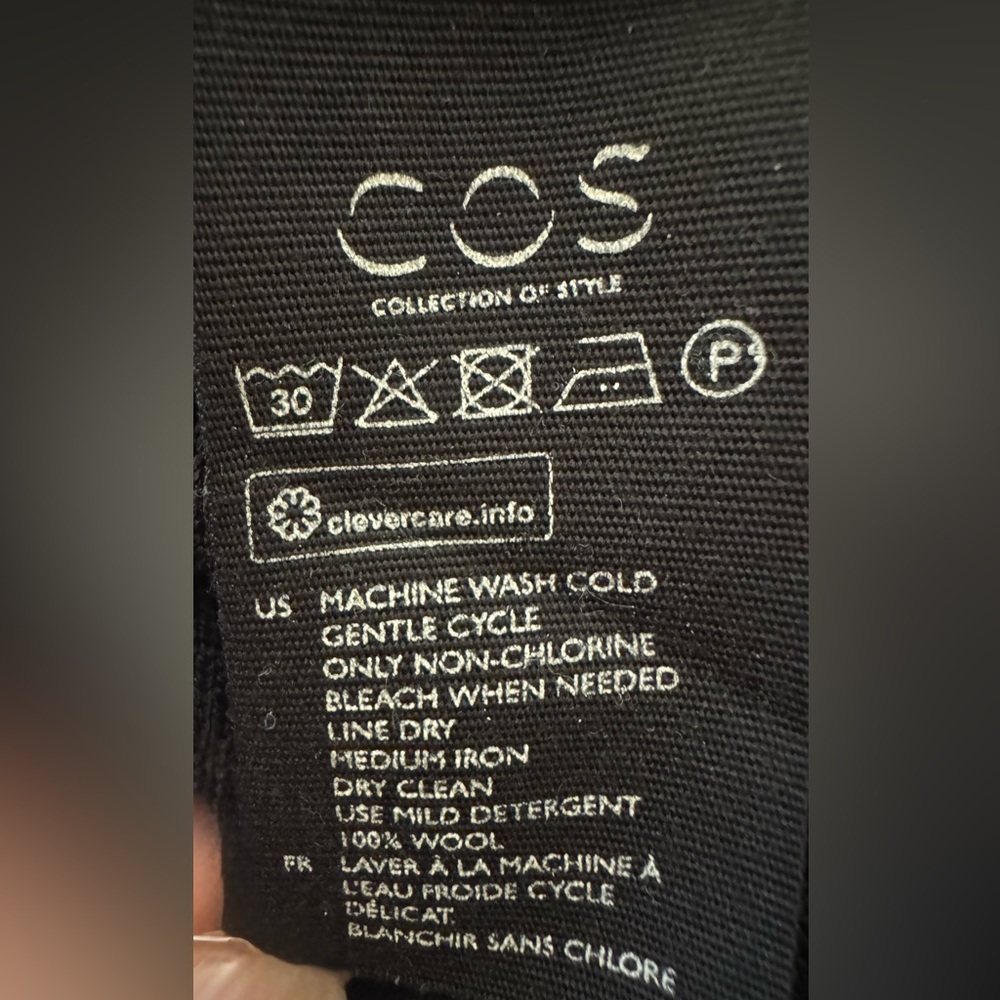 COS
COLLECTION OF STYLE
30 P
clevercare.info
US MACHINE WASH COLD
GENTLE CYCLE
ONLY NON-CHLORINE
BLEACH WHEN NEEDED
LINE DRY
MEDIUM IRON
DRY CLEAN
USE MILD DETERGENT
100% WOOL
FR LAVER À LA MACHINE À
L'EAU FROIDE CYCLE
DÉLICAT
BLANCHIR SANS CHLORE